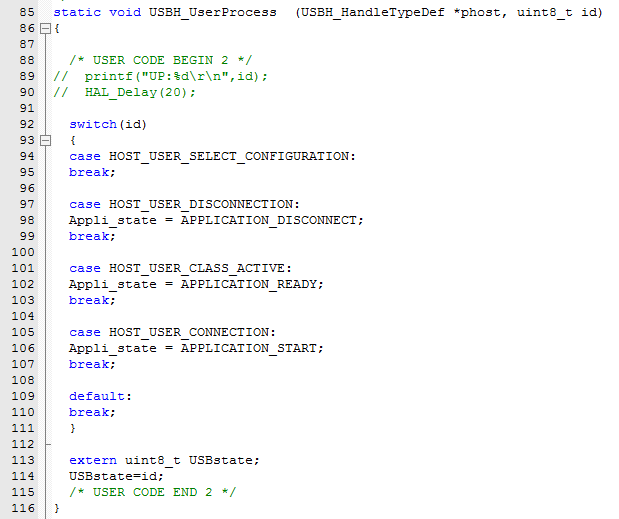 85 static void USBH_UserProcess  (USBH_HandleTypeDef *phost, uint8_t id)
86 {
87
88   /* USER CODE BEGIN 2 */
89 //  printf("UP:%d\r\n",id);
90 //  HAL_Delay(20);
91
92   switch(id)
93   {
94   case HOST_USER_SELECT_CONFIGURATION:
95   break;
96
97   case HOST_USER_DISCONNECTION:
98   Appli_state = APPLICATION_DISCONNECT;
99   break;
100
101   case HOST_USER_CLASS_ACTIVE:
102   Appli_state = APPLICATION_READY;
103   break;
104
105   case HOST_USER_CONNECTION:
106   Appli_state = APPLICATION_START;
107   break;
108
109   default:
110   break;
111   }
112
113   extern uint8_t USBstate;
114   USBstate=id;
115   /* USER CODE END 2 */
116 }